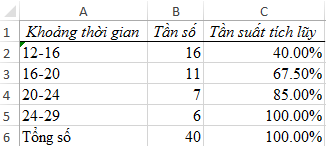 A B C
1 Khoảng thời gian Tần số Tần suất tích lũy
2 12-16 16 40.00%
3 16-20 11 67.50%
4 20-24 7 85.00%
5 24-29 6 100.00%
6 Tổng số 40 100.00%